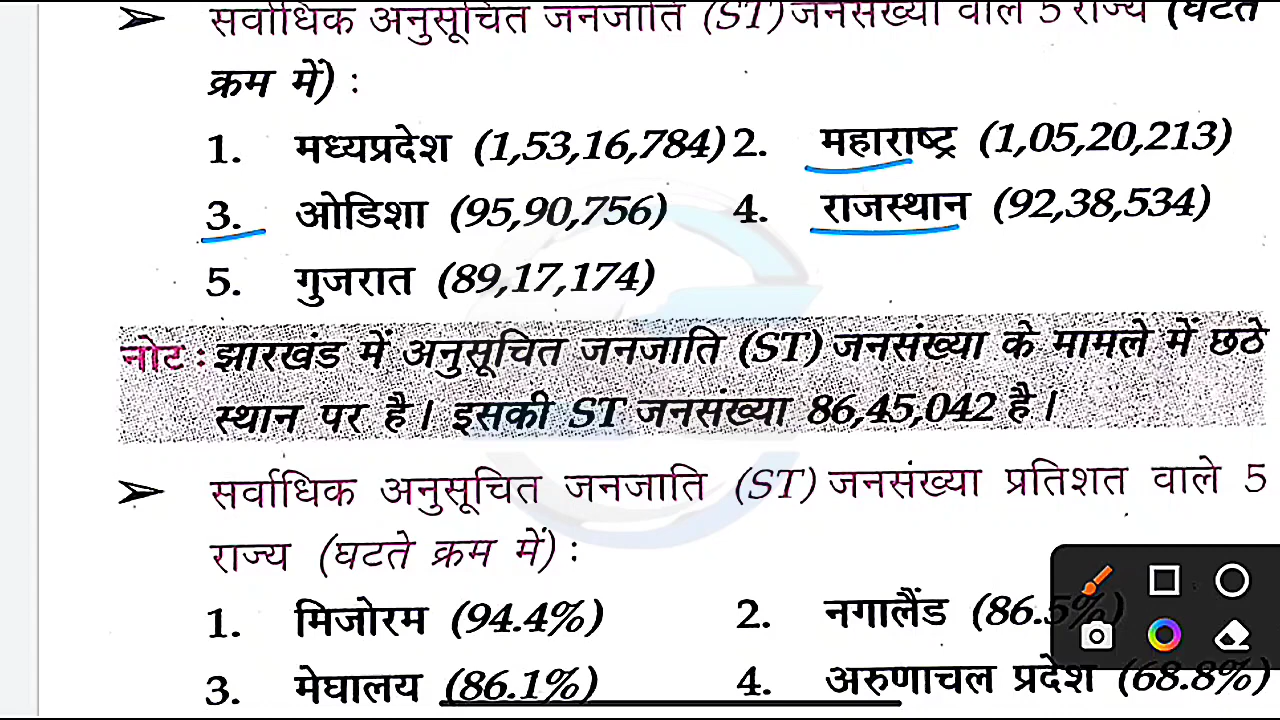 ➢ सर्वाधिक अनुसूचित जनजाति (ST) जनसंख्या वाले 5 राज्य (घटते
क्रम में) :
1. मध्यप्रदेश (1,53,16,784) 2. महाराष्ट्र (1,05,20,213)
3. ओडिशा (95,90,756) 4. राजस्थान (92,38,534)
5. गुजरात (89,17,174)
नोट : झारखंड में अनुसूचित जनजाति (ST) जनसंख्या के मामले में छठे
स्थान पर है। इसकी ST जनसंख्या 86,45,042 है।
➢ सर्वाधिक अनुसूचित जनजाति (ST) जनसंख्या प्रतिशत वाले 5
राज्य (घटते क्रम में) :
1. मिजोरम (94.4%) 2. नगालैंड (86.5%)
3. मेघालय (86.1%) 4. अरुणाचल प्रदेश (68.8%)